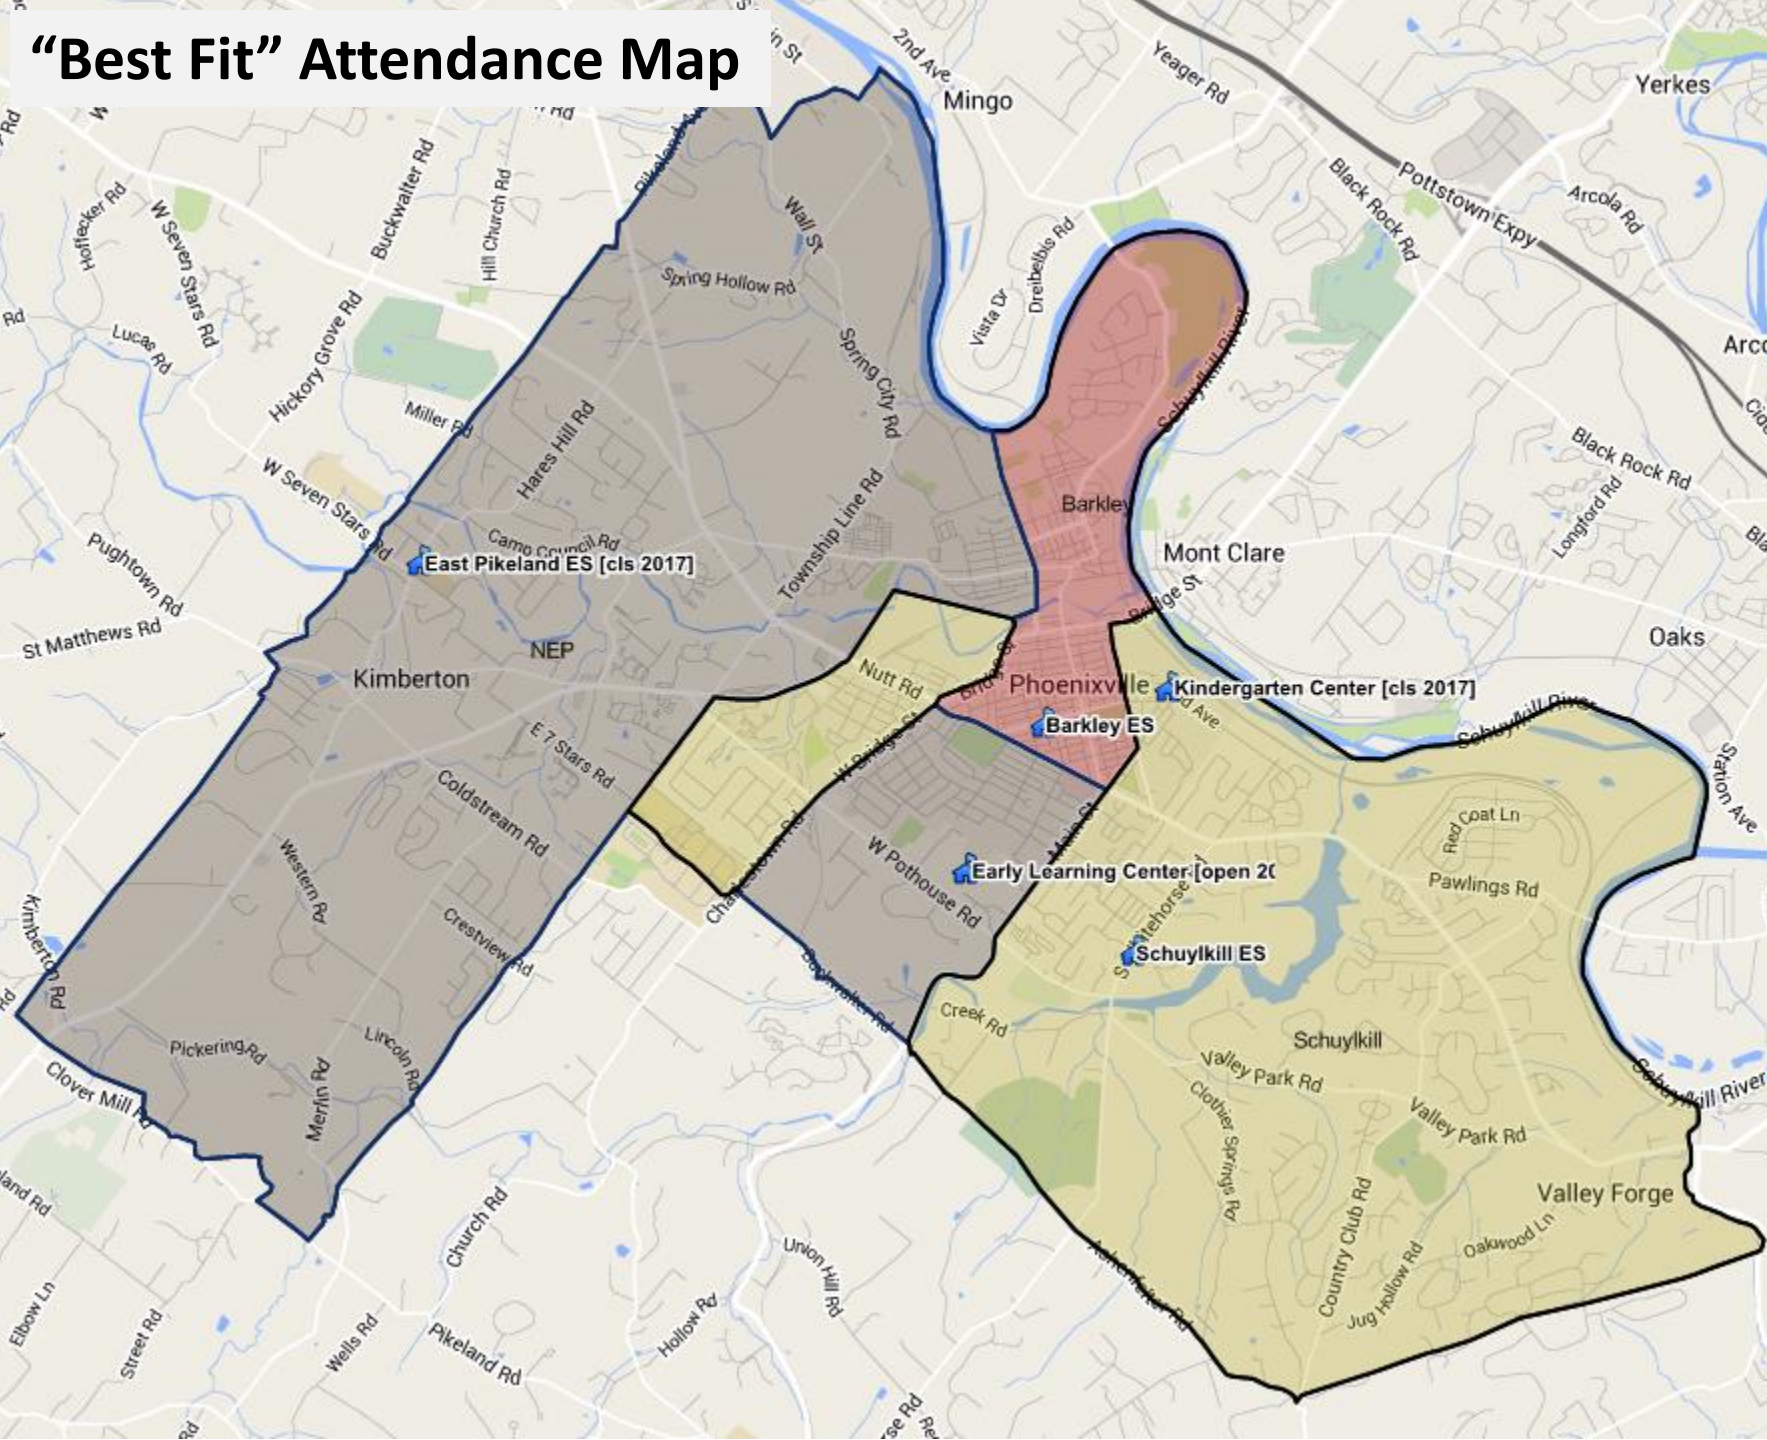 “Best Fit” Attendance Map
2nd Ave
Mingo
Yeager Rd
Yerkes
Black Rock Rd
Pottstown Expy
Arcola Rd
Hoffecker Rd
W Seven Stars Rd
Buckwalter Rd
Hill Church Rd
Wall St
Dreibelbis Rd
Vista Dr
Spring Hollow Rd
Rd
Lucas Rd
Hickory Grove Rd
Miller Rd
Hares Hill Rd
Spring City Rd
Schuylkill River
Black Rock Rd
Longford Rd
W Seven Stars Rd
Township Line Rd
Barkley
Mont Clare
Pughtown Rd
Camp Council Rd
East Pikeland ES [cls 2017]
Bridge St
St Matthews Rd
NEP
Kimberton
Oaks
Nutt Rd
Bridge St
Phoenixville
Kindergarten Center [cls 2017]
Barkley ES
Schuylkill River
Station Ave
E 7 Stars Rd
W Bridge St
Coldstream Rd
Red Coat Ln
Main St
Charlestown Rd
W Pothouse Rd
Early Learning Center [open 20
Pawlings Rd
Western Rd
Crestview Rd
Schuylkill ES
Kimberton Rd
Buckwalter Rd
Creek Rd
Schuylkill
Pickering Rd
Lincoln Rd
Merlin Rd
Clover Mill Rd
Valley Park Rd
Clothier Springs Rd
Valley Park Rd
Schuylkill River
Valley Forge
Church Rd
Country Club Rd
Oakwood Ln
Jug Hollow Rd
Union Hill Rd
Elbow Ln
Street Rd
Wells Rd
Pikeland Rd
Hollow Rd